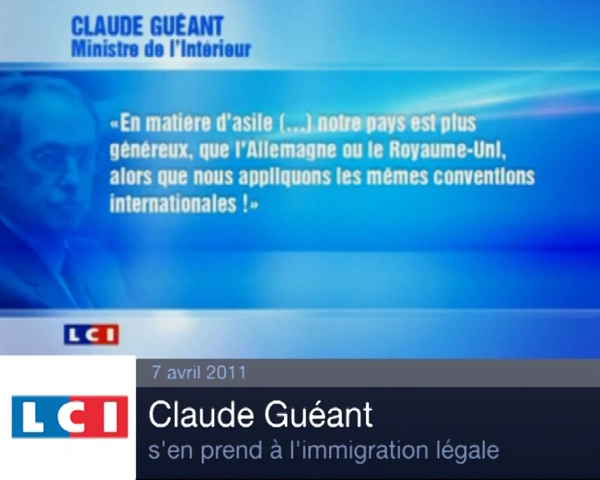 CLAUDE GUÉANT
Ministre de l'Intérieur
«En matière d'asile (...) notre pays est plus
généreux, que l'Allemagne ou le Royaume-Uni,
alors que nous appliquons les mêmes conventions
internationales !»
LCI
7 avril 2011
LCI
Claude Guéant
s'en prend à l'immigration légale